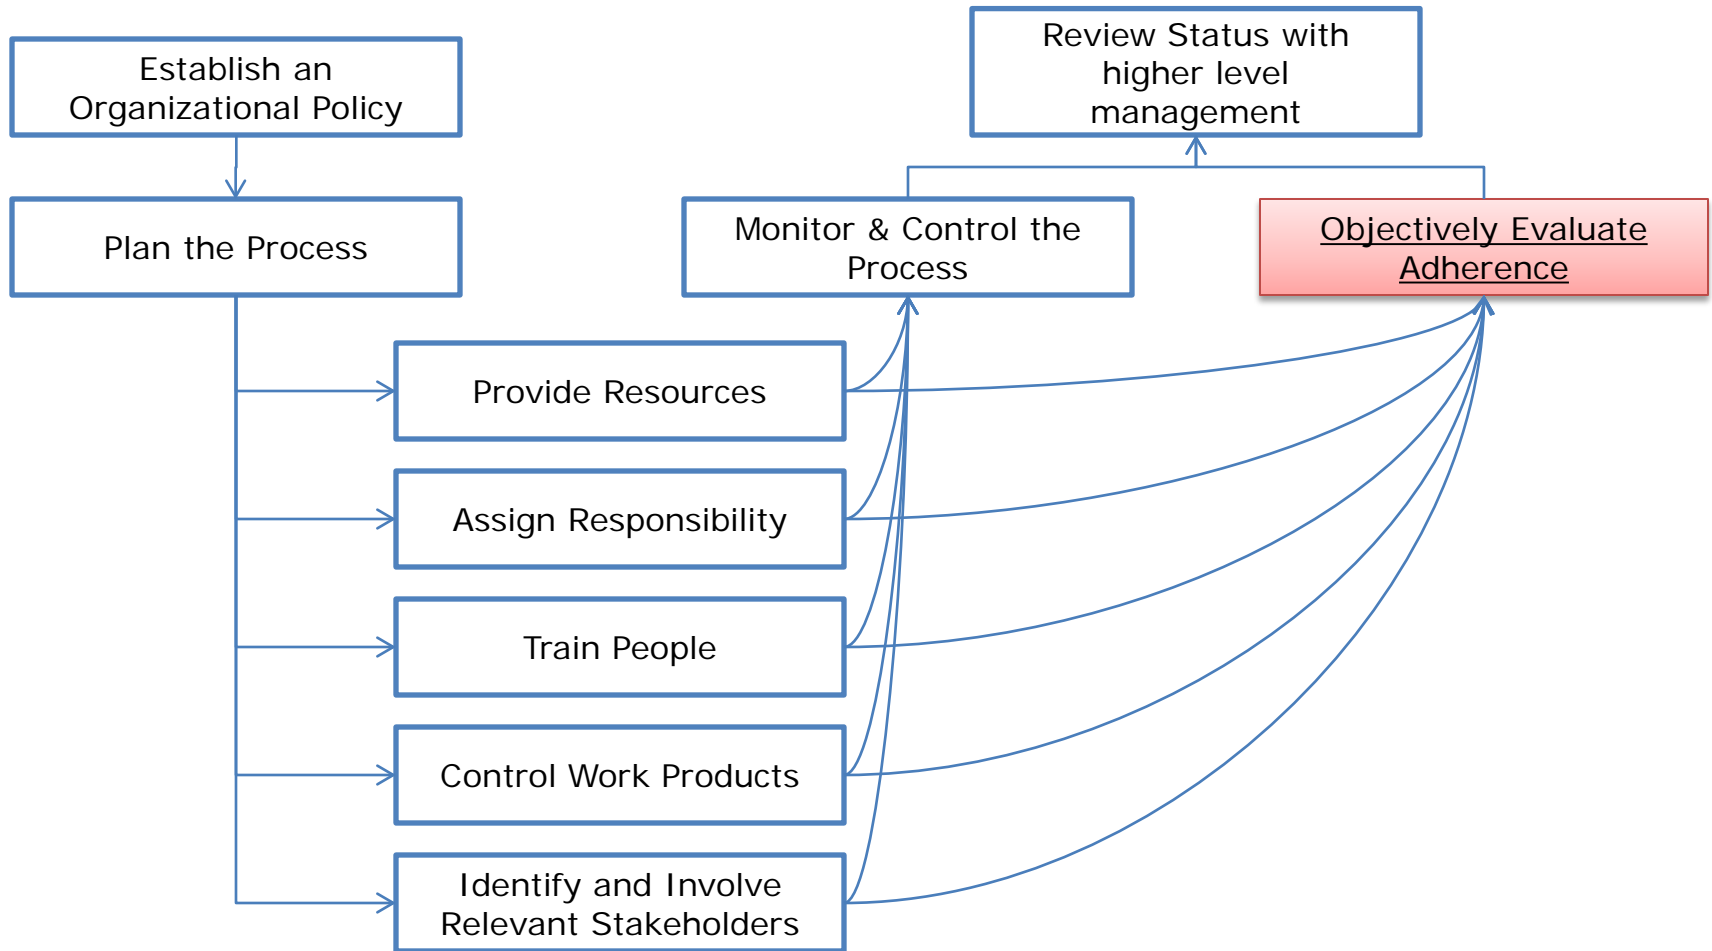 Establish an
Organizational Policy
Review Status with
higher level
management
Plan the Process
Monitor & Control the
Process
Objectively Evaluate
Adherence
Provide Resources
Assign Responsibility
Train People
Control Work Products
Identify and Involve
Relevant Stakeholders